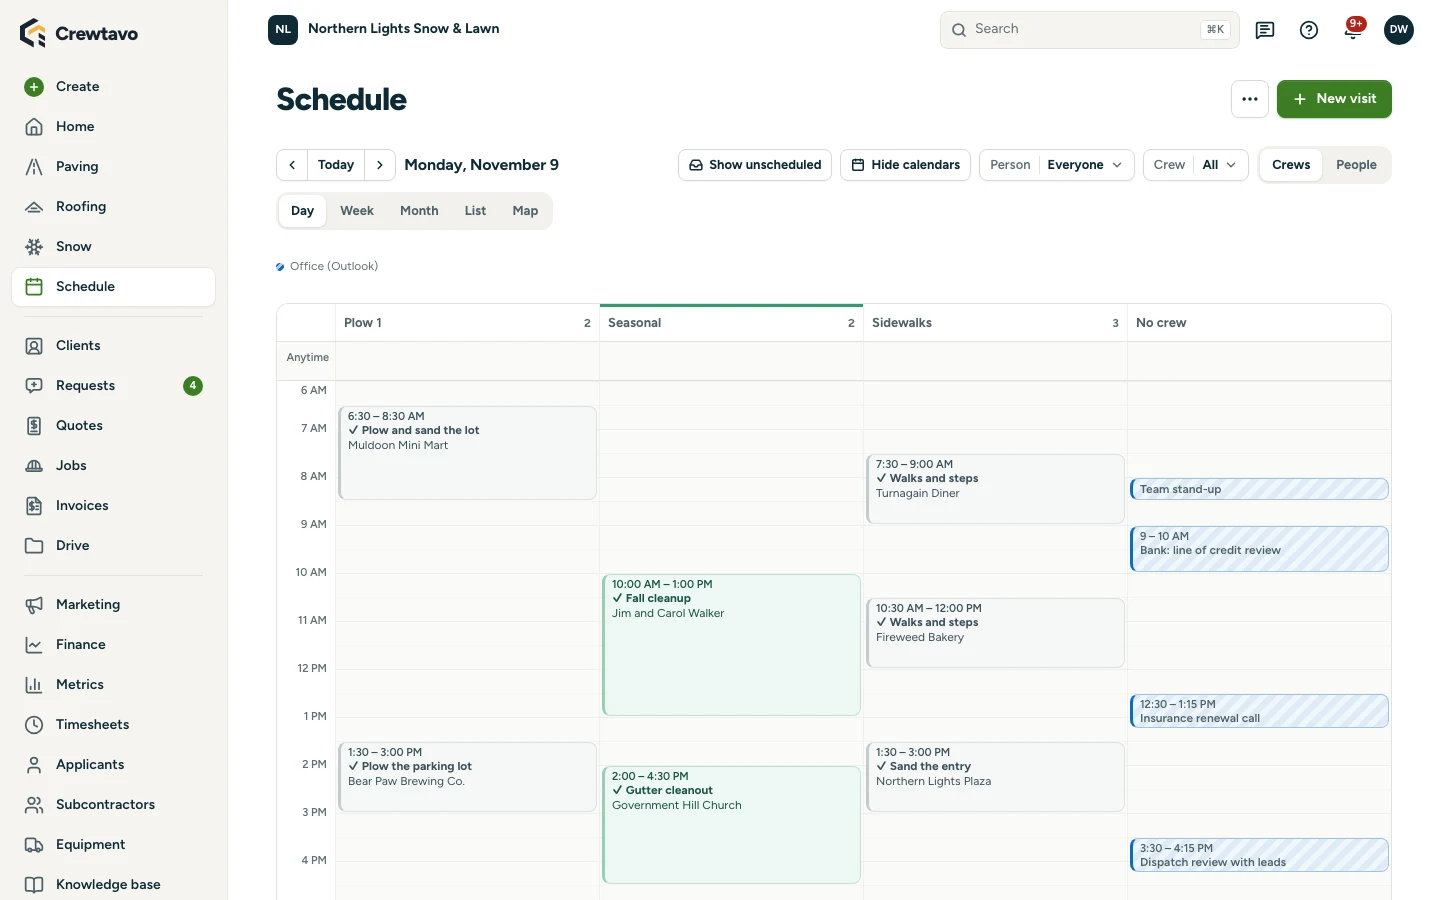 Crewtavo
NL
Northern Lights Snow & Lawn
Search
⌘K
9+
DW
Create
Home
Paving
Roofing
Snow
Schedule
Clients
Requests
4
Quotes
Jobs
Invoices
Drive
Marketing
Finance
Metrics
Timesheets
Applicants
Subcontractors
Equipment
Knowledge base
Schedule
New visit
Today
Monday, November 9
Show unscheduled
Hide calendars
Person Everyone
Crew All
Crews
People
Day
Week
Month
List
Map
Office (Outlook)
Plow 1 2
Seasonal 2
Sidewalks 3
No crew
Anytime
6 AM
7 AM
8 AM
9 AM
10 AM
11 AM
12 PM
1 PM
2 PM
3 PM
4 PM
6:30 – 8:30 AM
✓ Plow and sand the lot
Muldoon Mini Mart
1:30 – 3:00 PM
✓ Plow the parking lot
Bear Paw Brewing Co.
10:00 AM – 1:00 PM
✓ Fall cleanup
Jim and Carol Walker
2:00 – 4:30 PM
✓ Gutter cleanout
Government Hill Church
7:30 – 9:00 AM
✓ Walks and steps
Turnagain Diner
10:30 AM – 12:00 PM
✓ Walks and steps
Fireweed Bakery
1:30 – 3:00 PM
✓ Sand the entry
Northern Lights Plaza
Team stand-up
9 – 10 AM
Bank: line of credit review
12:30 – 1:15 PM
Insurance renewal call
3:30 – 4:15 PM
Dispatch review with leads